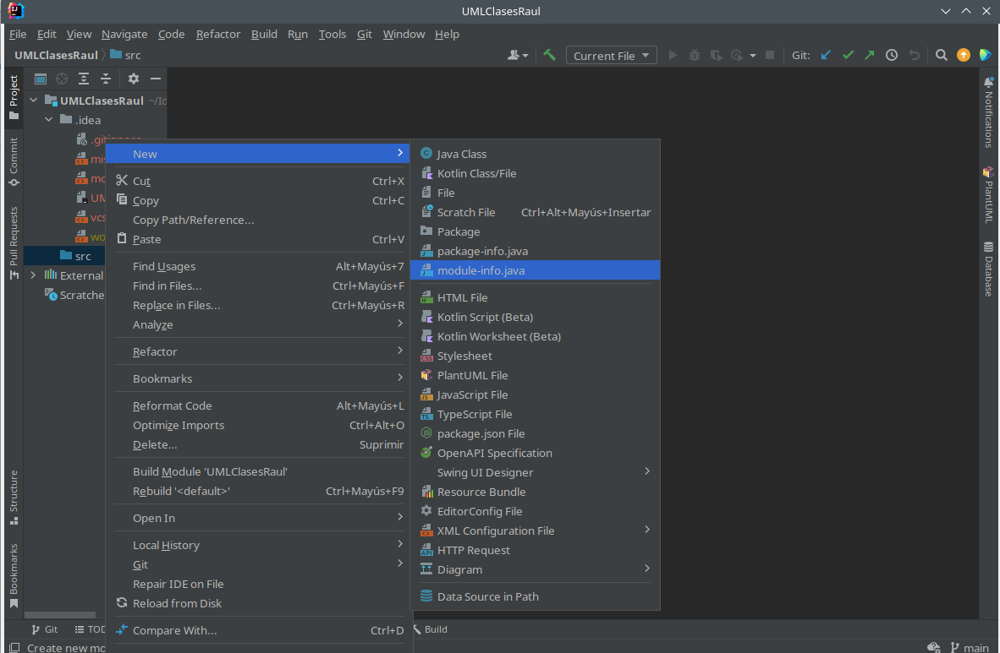 UMLClasesRaul
File Edit View Navigate Code Refactor Build Run Tools Git Window Help
UMLClasesRaul src
Current File
Git:
Project
Commit
Pull Requests
Structure
Bookmarks
UMLClasesRaul ~/Id
.idea
.gitignore
mis
mo
UM
vcs
wo
src
External
Scratche
New
Cut Ctrl+X
Copy Ctrl+C
Copy Path/Reference...
Paste Ctrl+V
Find Usages Alt+Mayús+7
Find in Files... Ctrl+Mayús+F
Replace in Files... Ctrl+Mayús+R
Analyze
Refactor
Bookmarks
Reformat Code Alt+Mayús+L
Optimize Imports Ctrl+Alt+O
Delete... Suprimir
Build Module 'UMLClasesRaul'
Rebuild '<default>' Ctrl+Mayús+F9
Open In
Local History
Git
Repair IDE on File
Reload from Disk
Compare With... Ctrl+D
Java Class
Kotlin Class/File
File
Scratch File Ctrl+Alt+Mayús+Insertar
Package
package-info.java
module-info.java
HTML File
Kotlin Script (Beta)
Kotlin Worksheet (Beta)
Stylesheet
PlantUML File
JavaScript File
TypeScript File
package.json File
OpenAPI Specification
Swing UI Designer
Resource Bundle
EditorConfig File
XML Configuration File
HTTP Request
Diagram
Data Source in Path
Notifications
PlantUML
Database
Git TOD Build
Create new mo main